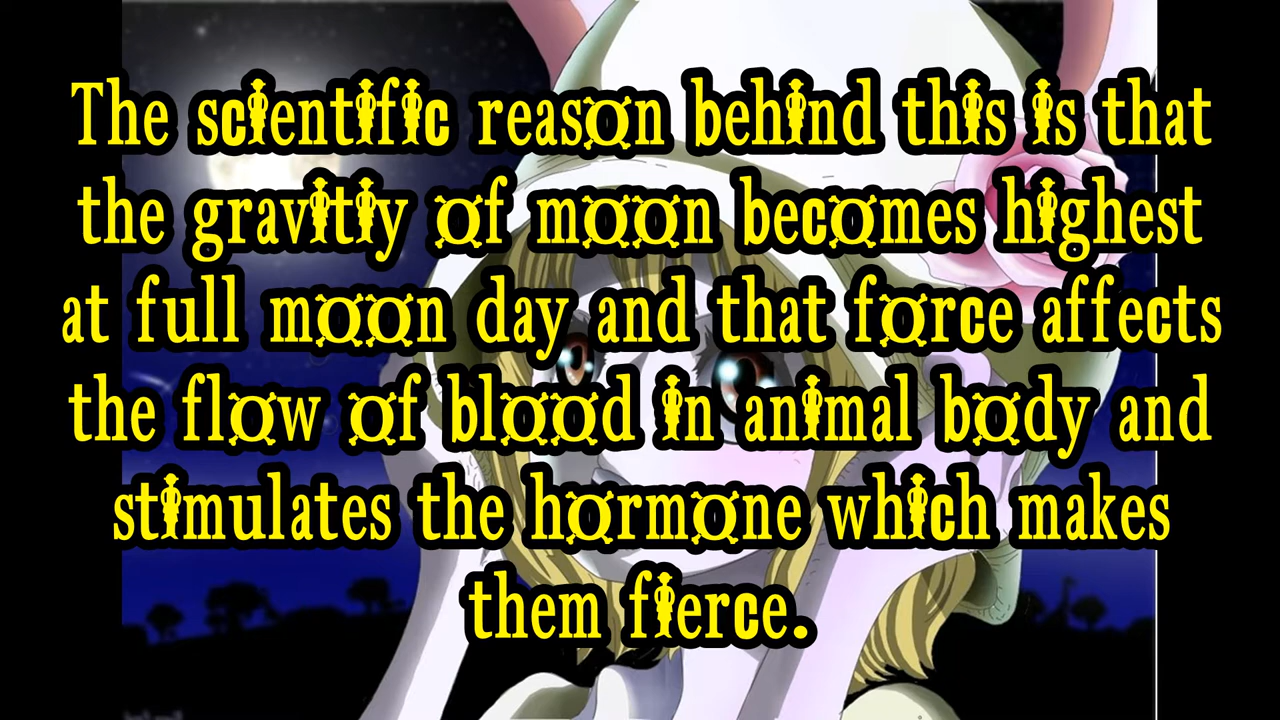 The scientific reason behind this is that
the gravitiy of moon becomes highest
at full moon day and that force affects
the flow of blood in animal body and
stimulates the hormone which makes
them fierce.